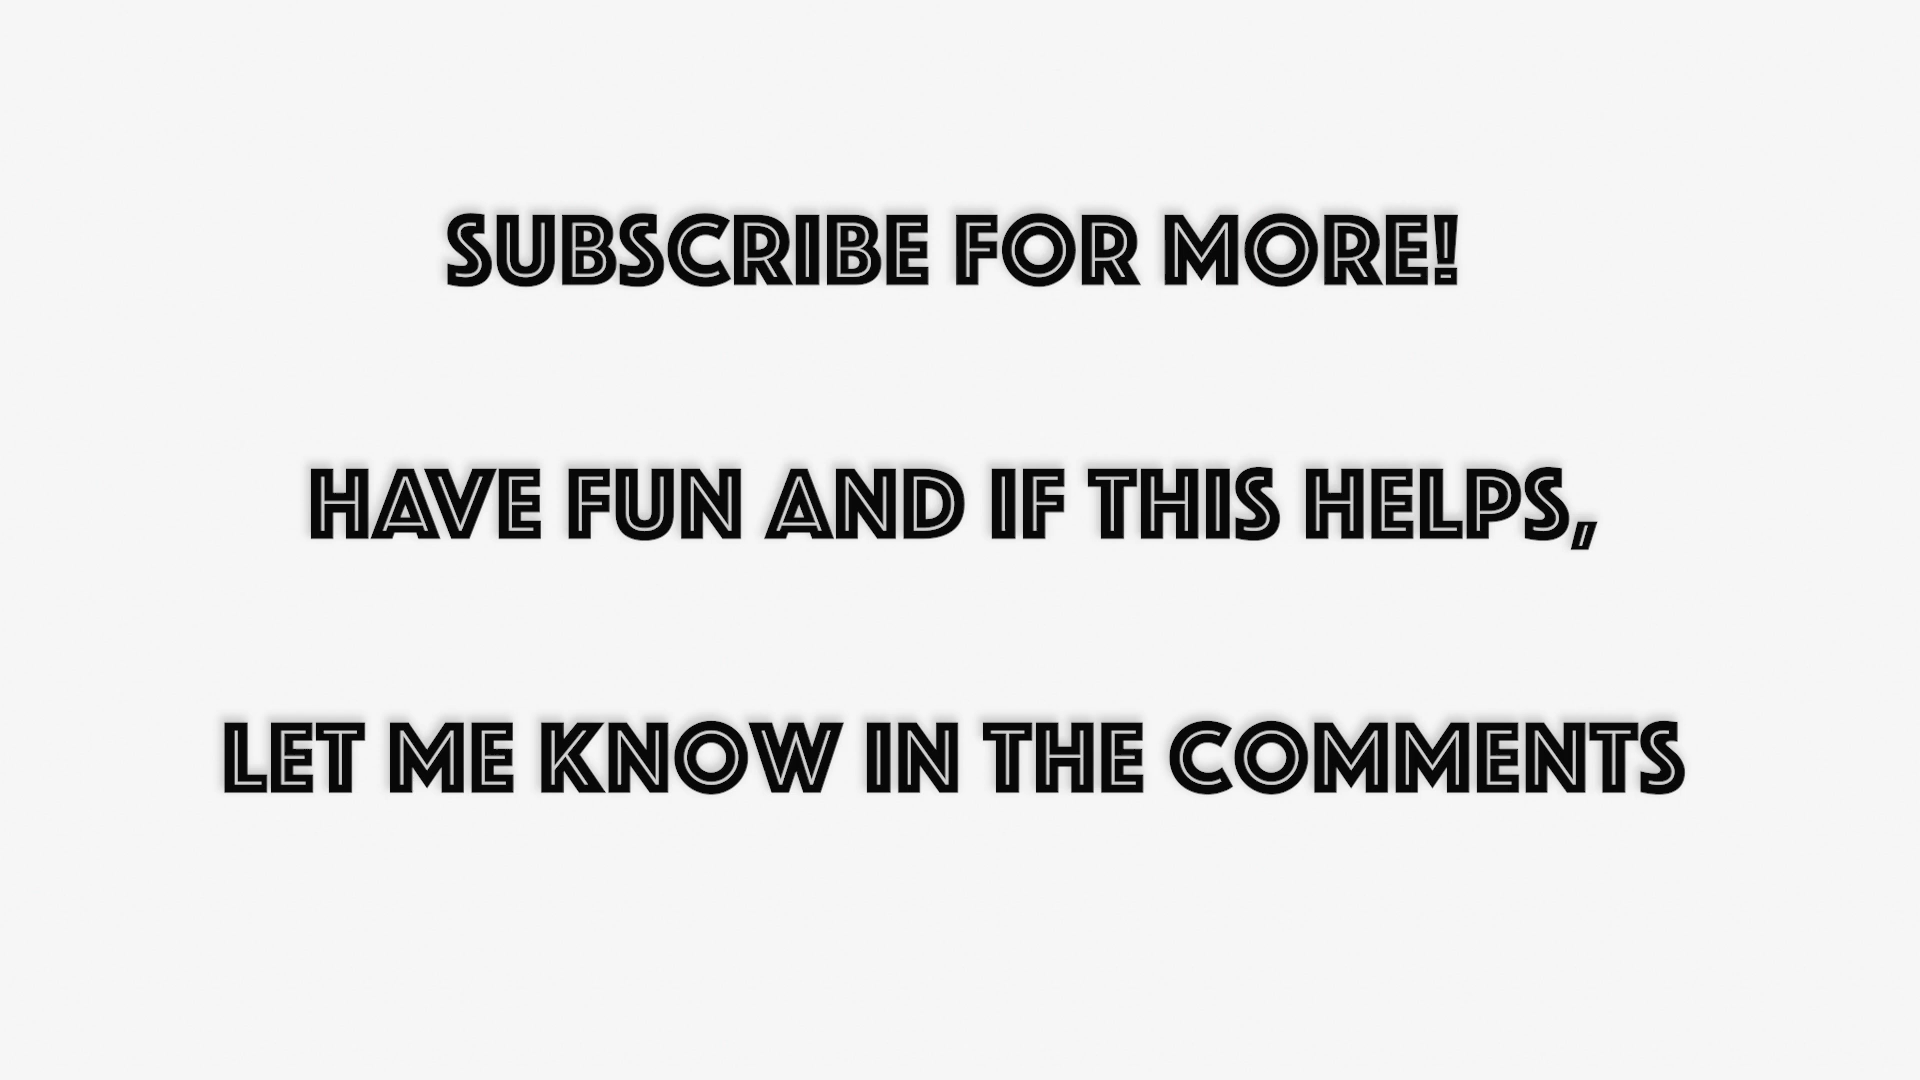 SUBSCRIBE FOR MORE!
HAVE FUN AND IF THIS HELPS,
LET ME KNOW IN THE COMMENTS